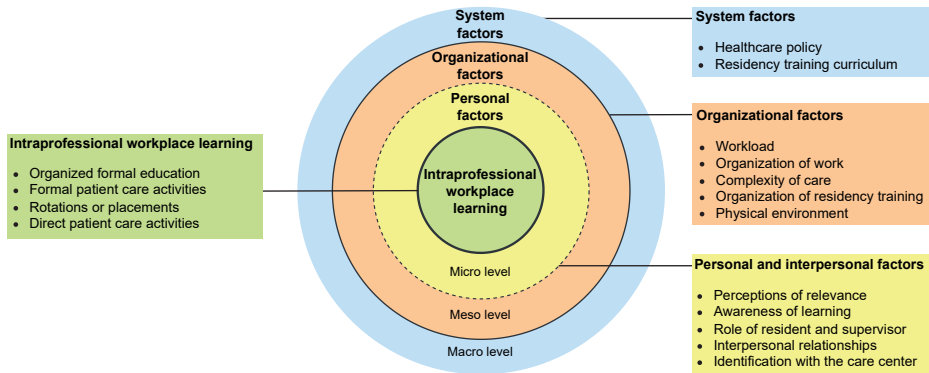 Intraprofessional workplace learning
• Organized formal education
• Formal patient care activities
• Rotations or placements
• Direct patient care activities
System
factors
Organizational
factors
Personal
factors
Intraprofessional
workplace
learning
Micro level
Meso level
Macro level
System factors
• Healthcare policy
• Residency training curriculum
Organizational factors
• Workload
• Organization of work
• Complexity of care
• Organization of residency training
• Physical environment
Personal and interpersonal factors
• Perceptions of relevance
• Awareness of learning
• Role of resident and supervisor
• Interpersonal relationships
• Identification with the care center